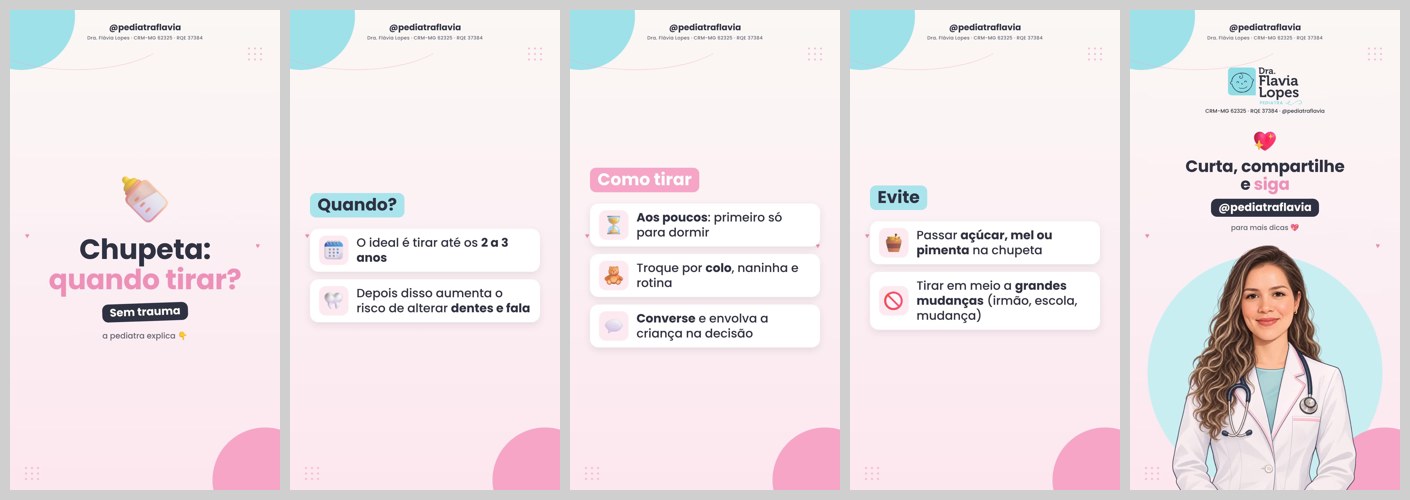 @pediatraflavia
Dra. Flávia Lopes · CRM-MG 62325 · RQE 37384
Chupeta:
quando tirar?
Sem trauma
a pediatra explica 👇
@pediatraflavia
Dra. Flávia Lopes · CRM-MG 62325 · RQE 37384
Quando?
O ideal é tirar até os 2 a 3
anos
Depois disso aumenta o
risco de alterar dentes e fala
@pediatraflavia
Dra. Flávia Lopes · CRM-MG 62325 · RQE 37384
Como tirar
Aos poucos: primeiro só
para dormir
Troque por colo, naninha e
rotina
Converse e envolva a
criança na decisão
@pediatraflavia
Dra. Flávia Lopes · CRM-MG 62325 · RQE 37384
Evite
Passar açúcar, mel ou
pimenta na chupeta
Tirar em meio a grandes
mudanças (irmão, escola,
mudança)
@pediatraflavia
Dra. Flávia Lopes · CRM-MG 62325 · RQE 37384
Dra.
Flavia
Lopes
PEDIATRA
CRM-MG 62325 · RQE 37384 · @pediatraflavia
Curta, compartilhe
e siga
@pediatraflavia
para mais dicas 💖